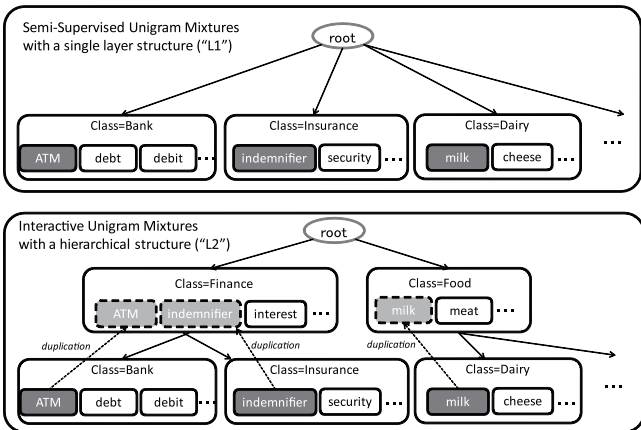 Semi-Supervised Unigram Mixtures
with a single layer structure (“L1”)
root
Class=Bank
ATM debt debit ...
Class=Insurance
indemnifier security ...
Class=Dairy
milk cheese ...
...
Interactive Unigram Mixtures
with a hierarchical structure (“L2”)
root
Class=Finance
ATM indemnifier interest ...
Class=Food
milk meat ...
duplication
duplication
duplication
Class=Bank
ATM debt debit ...
Class=Insurance
indemnifier security ...
Class=Dairy
milk cheese ...
...